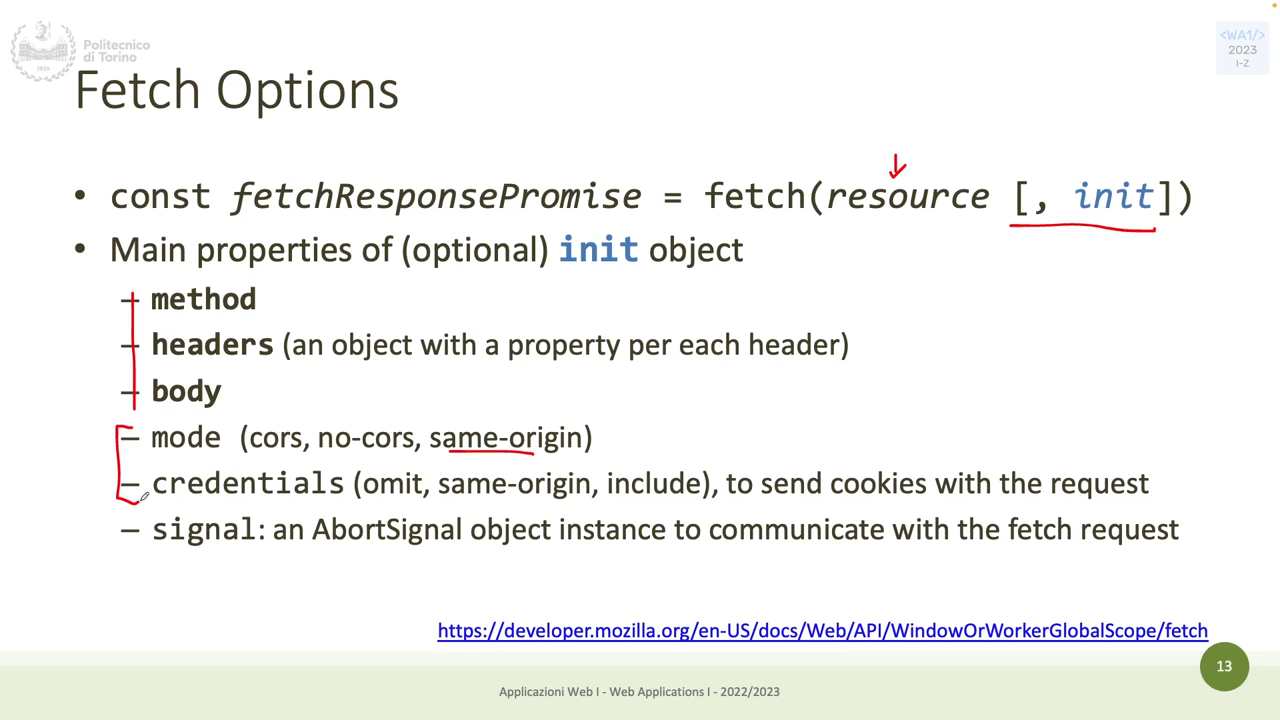 Politecnico
di Torino
<WA1/>
2023
I-Z
Fetch Options
• const fetchResponsePromise = fetch(resource [, init])
• Main properties of (optional) init object
– method
– headers (an object with a property per each header)
– body
– mode (cors, no-cors, same-origin)
– credentials (omit, same-origin, include), to send cookies with the request
– signal: an AbortSignal object instance to communicate with the fetch request
https://developer.mozilla.org/en-US/docs/Web/API/WindowOrWorkerGlobalScope/fetch
13
Applicazioni Web I - Web Applications I - 2022/2023